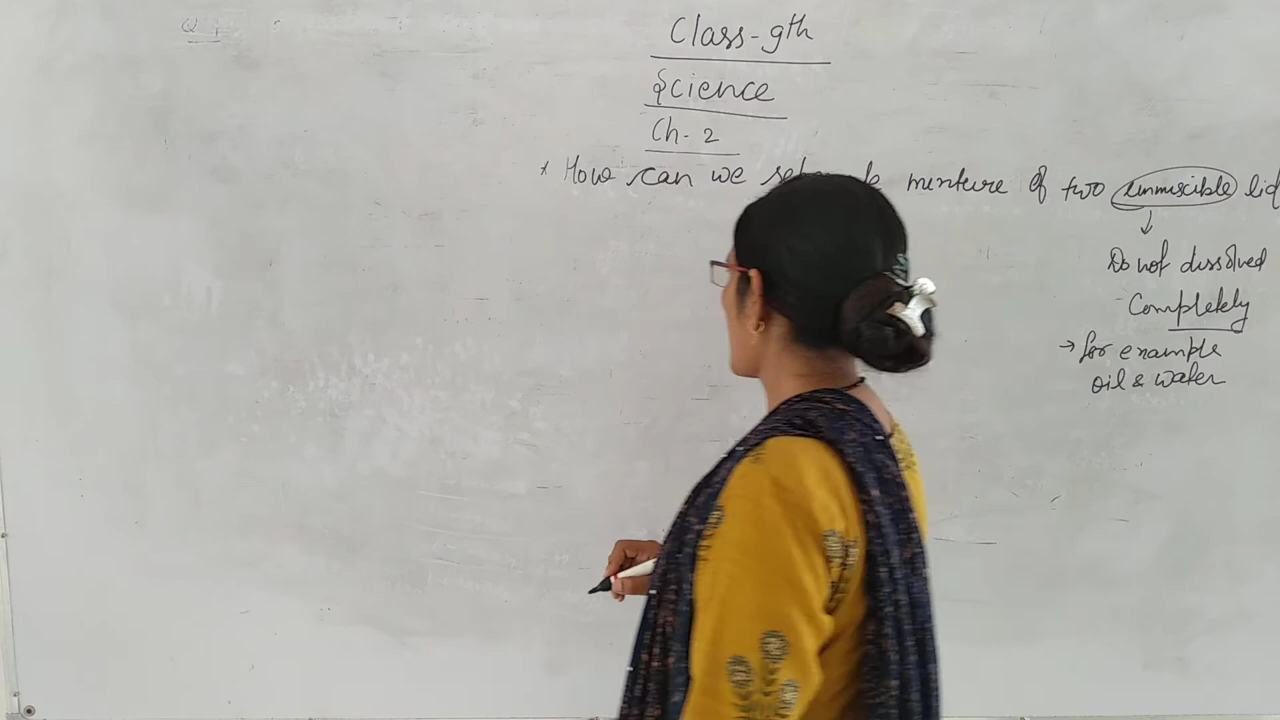 Q
Class-9th
Science
Ch-2
* How can we mixture of two immiscible
↓
Do not dissolved
Completely
→ for example
oil & water